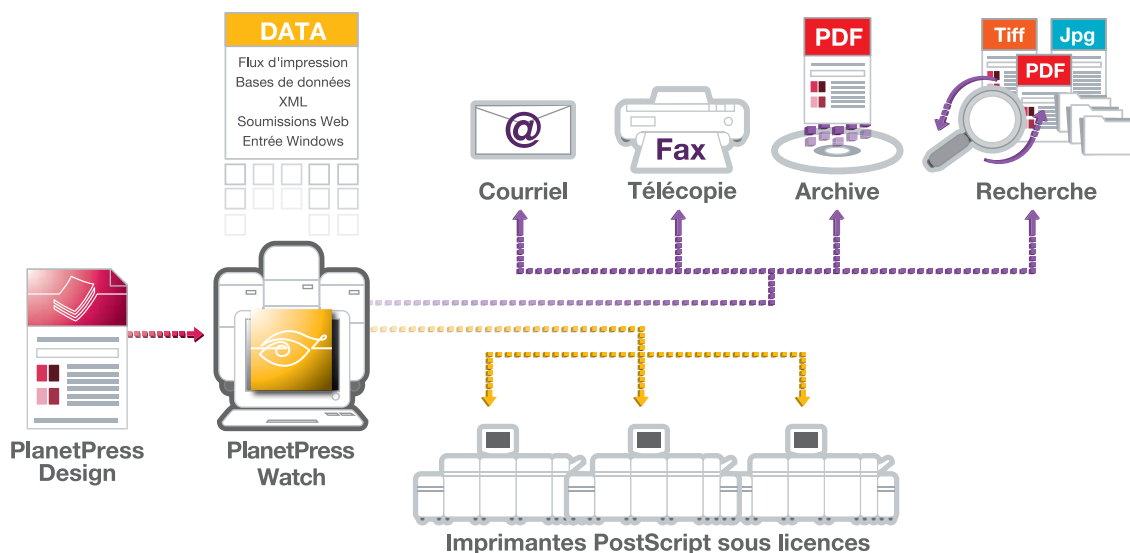 DATA
Flux d'impression
Bases de données
XML
Soumissions Web
Entrée Windows
@
Courriel
Fax
Télécopie
PDF
Archive
Tiff
Jpg
PDF
Recherche
PlanetPress
Design
PlanetPress
Watch
Imprimantes PostScript sous licences